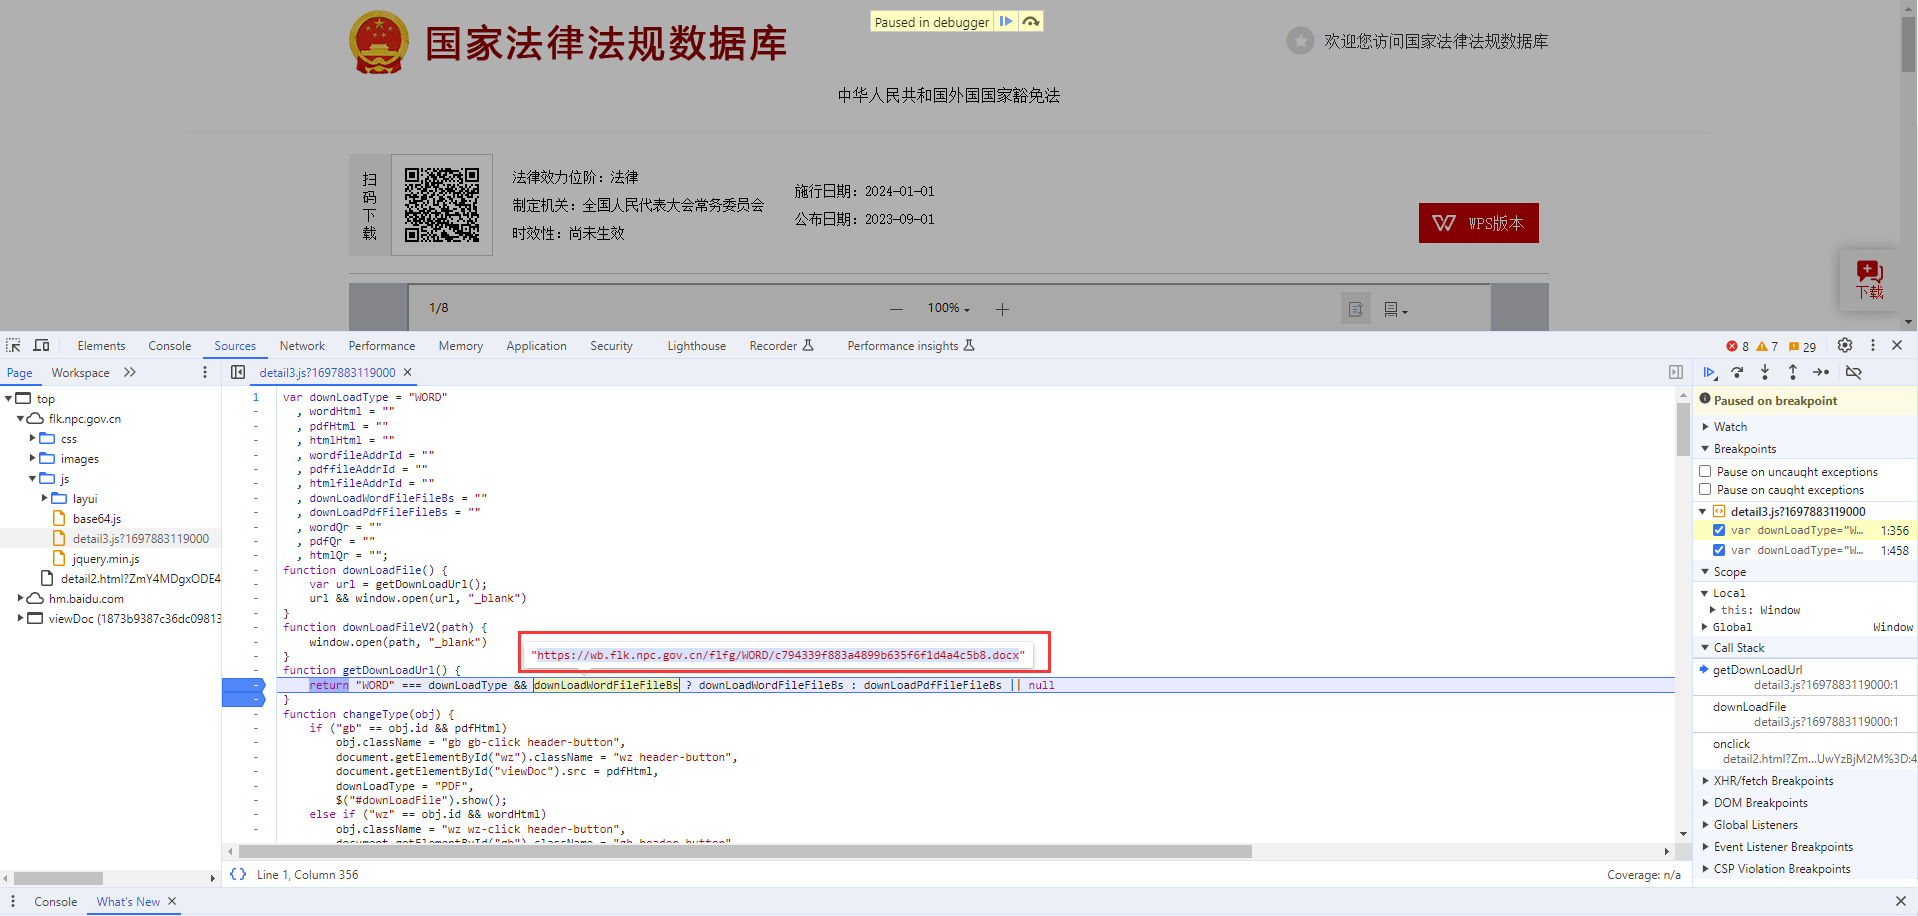 国家法律法规数据库
Paused in debugger
欢迎您访问国家法律法规数据库
中华人民共和国外国国家豁免法
扫码下载
法律效力位阶：法律
制定机关：全国人民代表大会常务委员会
时效性：尚未生效
施行日期：2024-01-01
公布日期：2023-09-01
WPS版本
下载
1/8
100%
Elements Console Sources Network Performance Memory Application Security Lighthouse Recorder Performance insights
8 7 29
Page Workspace
detail3.js?1697883119000
top
flk.npc.gov.cn
css
images
js
layui
base64.js
detail3.js?1697883119000
jquery.min.js
detail2.html?ZmY4MDgxODE4
hm.baidu.com
viewDoc (1873b9387c36dc09813
1 var downLoadType = "WORD"
- , wordHtml = ""
- , pdfHtml = ""
- , htmlHtml = ""
- , wordfileAddrId = ""
- , pdffileAddrId = ""
- , htmlfileAddrId = ""
- , downLoadWordFileFileBs = ""
- , downLoadPdfFileFileBs = ""
- , wordQr = ""
- , pdfQr = ""
- , htmlQr = "";
- function downLoadFile() {
- var url = getDownLoadUrl();
- url && window.open(url, "_blank")
- }
- function downLoadFileV2(path) {
- window.open(path, "_blank")
"https://wb.flk.npc.gov.cn/flfg/WORD/c794339f883a4899b635f6f1d4a4c5b8.docx"
- }
- function getDownLoadUrl() {
- return "WORD" === downLoadType && downLoadWordFileFileBs ? downLoadWordFileFileBs : downLoadPdfFileFileBs || null
- }
- function changeType(obj) {
- if ("gb" == obj.id && pdfHtml)
- obj.className = "gb gb-click header-button",
- document.getElementById("wz").className = "wz header-button",
- document.getElementById("viewDoc").src = pdfHtml,
- downLoadType = "PDF",
- $("#downLoadFile").show();
- else if ("wz" == obj.id && wordHtml)
- obj.className = "wz wz-click header-button",
document.getElementById("gb").className = "gb header-button"
{} Line 1, Column 356
Coverage: n/a
Paused on breakpoint
Watch
Breakpoints
Pause on uncaught exceptions
Pause on caught exceptions
detail3.js?1697883119000
var downLoadType="W… 1:356
var downLoadType="W… 1:458
Scope
Local
this: Window
Global Window
Call Stack
getDownLoadUrl
detail3.js?1697883119000:1
downLoadFile
detail3.js?1697883119000:1
onclick
detail2.html?Zm…UwYzBjM2M%3D:4
XHR/fetch Breakpoints
DOM Breakpoints
Global Listeners
Event Listener Breakpoints
CSP Violation Breakpoints
Console What's New